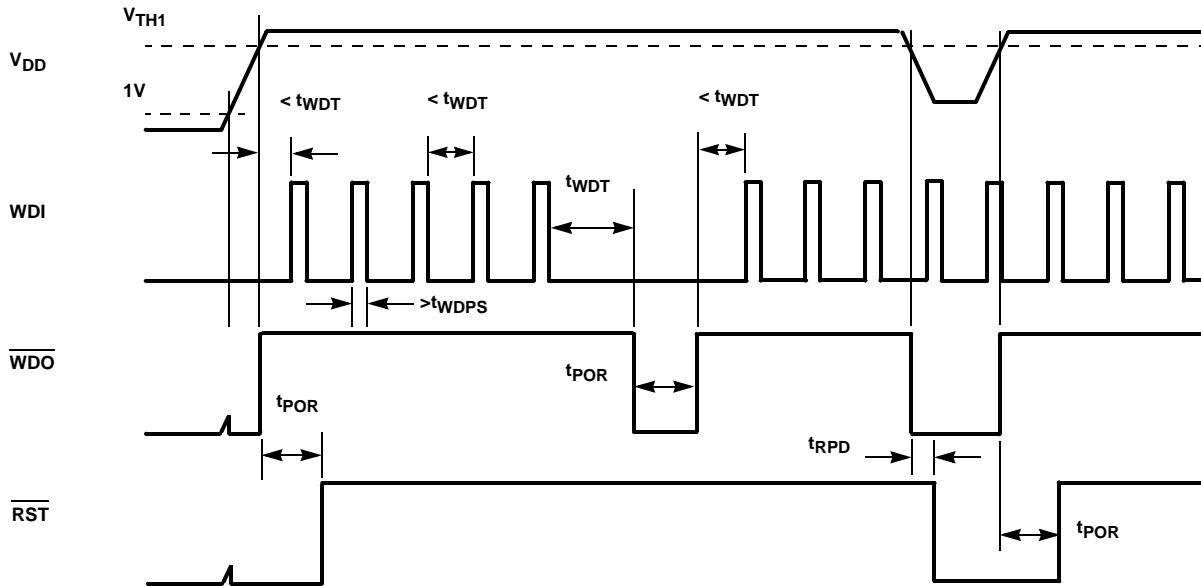 VTH1
VDD
1V
< tWDT
< tWDT
< tWDT
WDI
tWDT
>tWDPS
WDO
tPOR
tPOR
tRPD
RST
tPOR